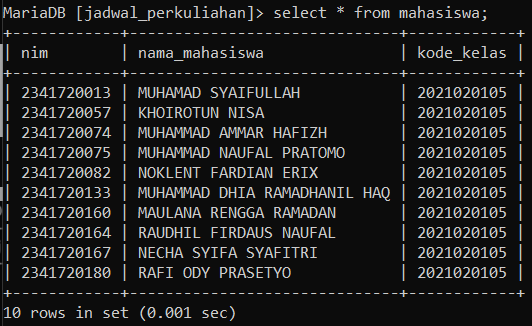 MariaDB [jadwal_perkuliahan]> select * from mahasiswa;
+------------+-----------------------------+------------+
| nim        | nama_mahasiswa              | kode_kelas |
+------------+-----------------------------+------------+
| 2341720013 | MUHAMAD SYAIFULLAH          | 2021020105 |
| 2341720057 | KHOIROTUN NISA              | 2021020105 |
| 2341720074 | MUHAMMAD AMMAR HAFIZH       | 2021020105 |
| 2341720075 | MUHAMMAD NAUFAL PRATOMO     | 2021020105 |
| 2341720082 | NOKLENT FARDIAN ERIX        | 2021020105 |
| 2341720133 | MUHAMMAD DHIA RAMADHANIL HAQ | 2021020105 |
| 2341720160 | MAULANA RENGGA RAMADAN      | 2021020105 |
| 2341720164 | RAUDHIL FIRDAUS NAUFAL      | 2021020105 |
| 2341720167 | NECHA SYIFA SYAFITRI        | 2021020105 |
| 2341720180 | RAFI ODY PRASETYO           | 2021020105 |
+------------+-----------------------------+------------+
10 rows in set (0.001 sec)